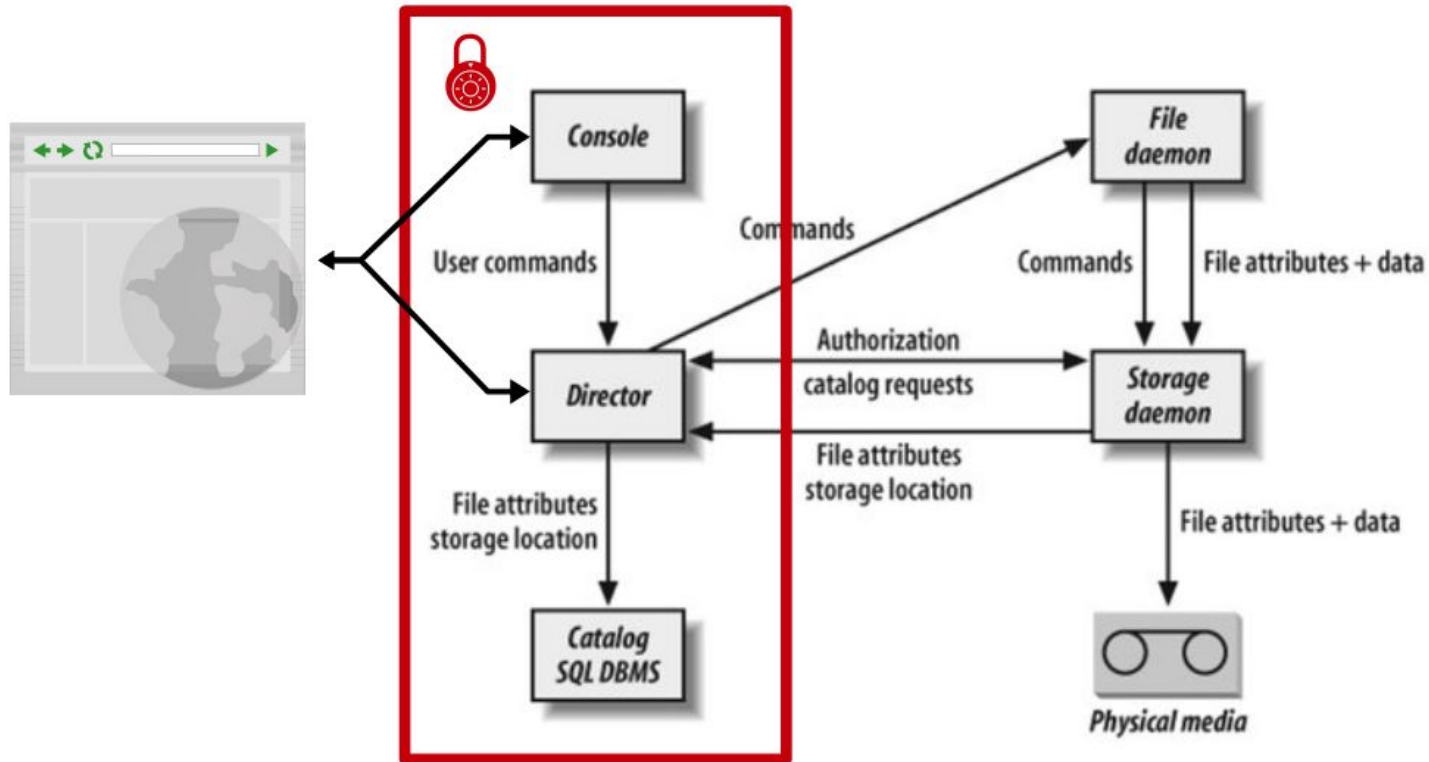 Console
File
daemon
Commands
User commands
Commands
File attributes + data
Authorization
catalog requests
Director
Storage
daemon
File attributes
storage location
File attributes
storage location
File attributes + data
Catalog
SQL DBMS
Physical media